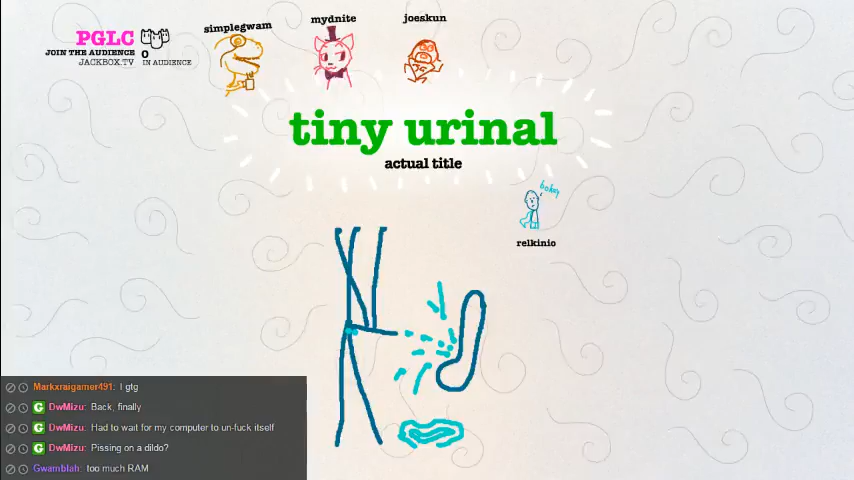 simplegwam
mydnite
joeskun
PGLC
JOIN THE AUDIENCE
JACKBOX.TV
0
IN AUDIENCE
tiny urinal
actual title
relkinio
Markxraigamer491: I gtg
G DwMizu: Back, finally
G DwMizu: Had to wait for my computer to un-fuck itself
G DwMizu: Pissing on a dildo?
Gwamblah: too much RAM